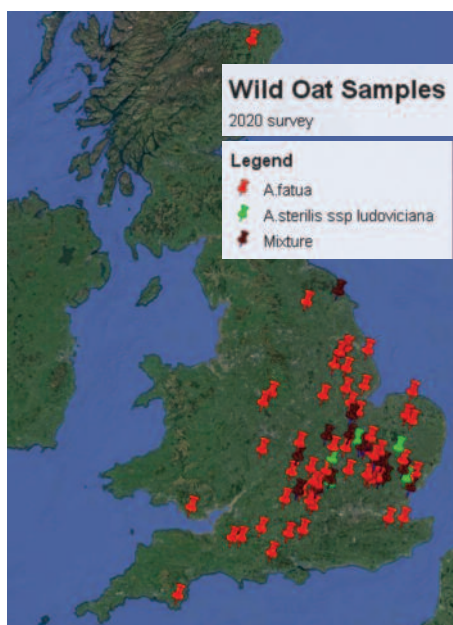 Wild Oat Samples
2020 survey
Legend
A.fatua
A.sterilis ssp ludoviciana
Mixture